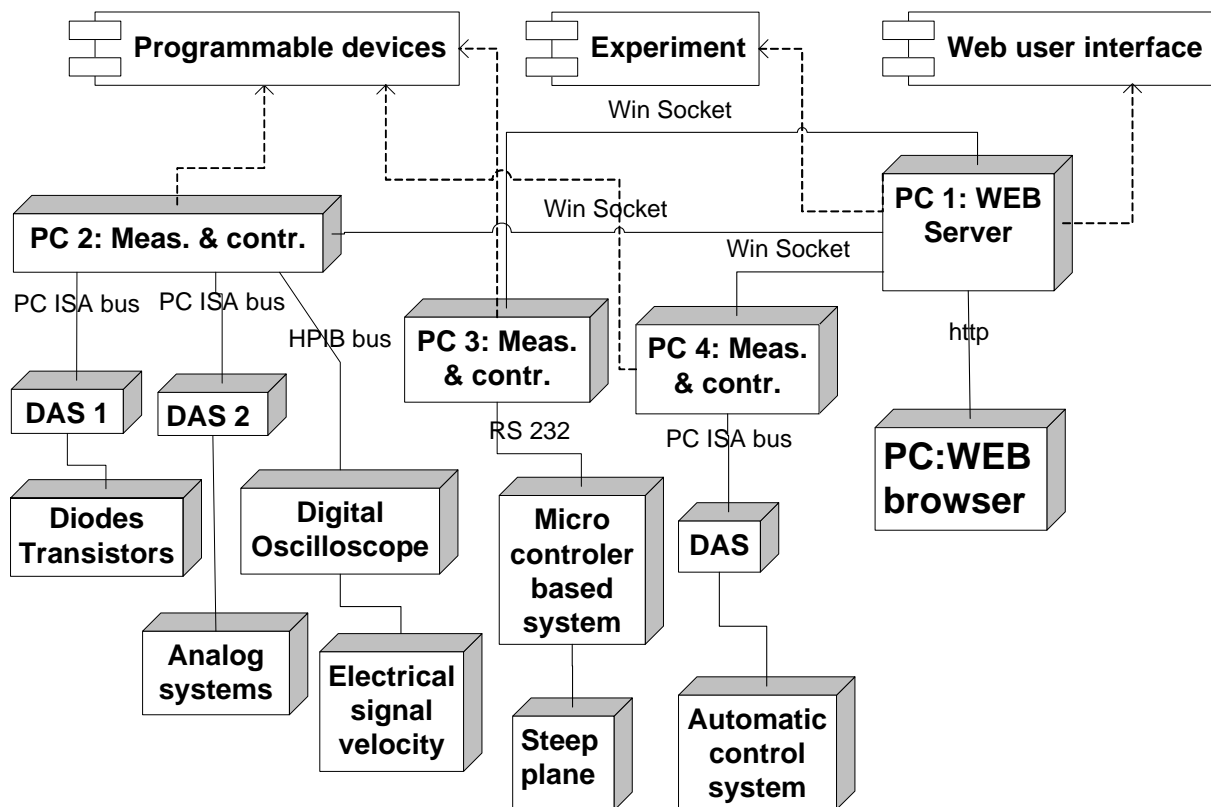 Programmable devices
Experiment
Web user interface
Win Socket
PC 1: WEB
Server
Win Socket
PC 2: Meas. & contr.
Win Socket
PC ISA bus
PC ISA bus
HPIB bus
PC 3: Meas.
& contr.
PC 4: Meas.
& contr.
http
DAS 1
DAS 2
RS 232
PC ISA bus
PC:WEB
browser
Diodes
Transistors
Digital
Oscilloscope
Micro
controler
based
system
DAS
Analog
systems
Electrical
signal
velocity
Steep
plane
Automatic
control
system